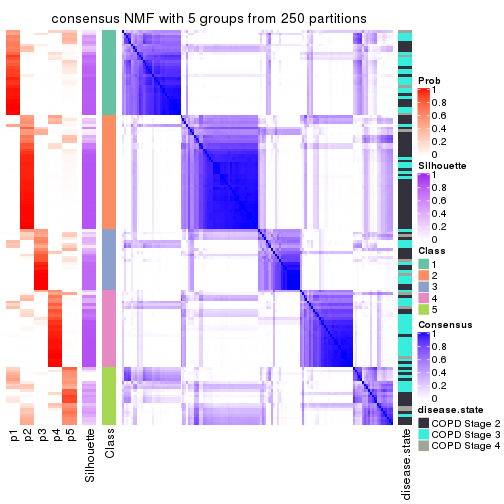 consensus NMF with 5 groups from 250 partitions
Prob
1
0.8
0.6
0.4
0.2
0
Silhouette
1
0.8
0.6
0.4
0.2
0
Class
1
2
3
4
5
Consensus
1
0.8
0.6
0.4
0.2
0
disease.state
COPD Stage 2
COPD Stage 3
COPD Stage 4
p1
p2
p3
p4
p5
Silhouette
Class
disease.state